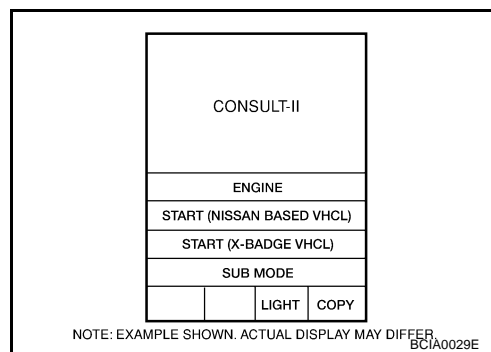 CONSULT-II
ENGINE
START (NISSAN BASED VHCL)
START (X-BADGE VHCL)
SUB MODE
LIGHT COPY
NOTE: EXAMPLE SHOWN. ACTUAL DISPLAY MAY DIFFER.
BCIA0029E